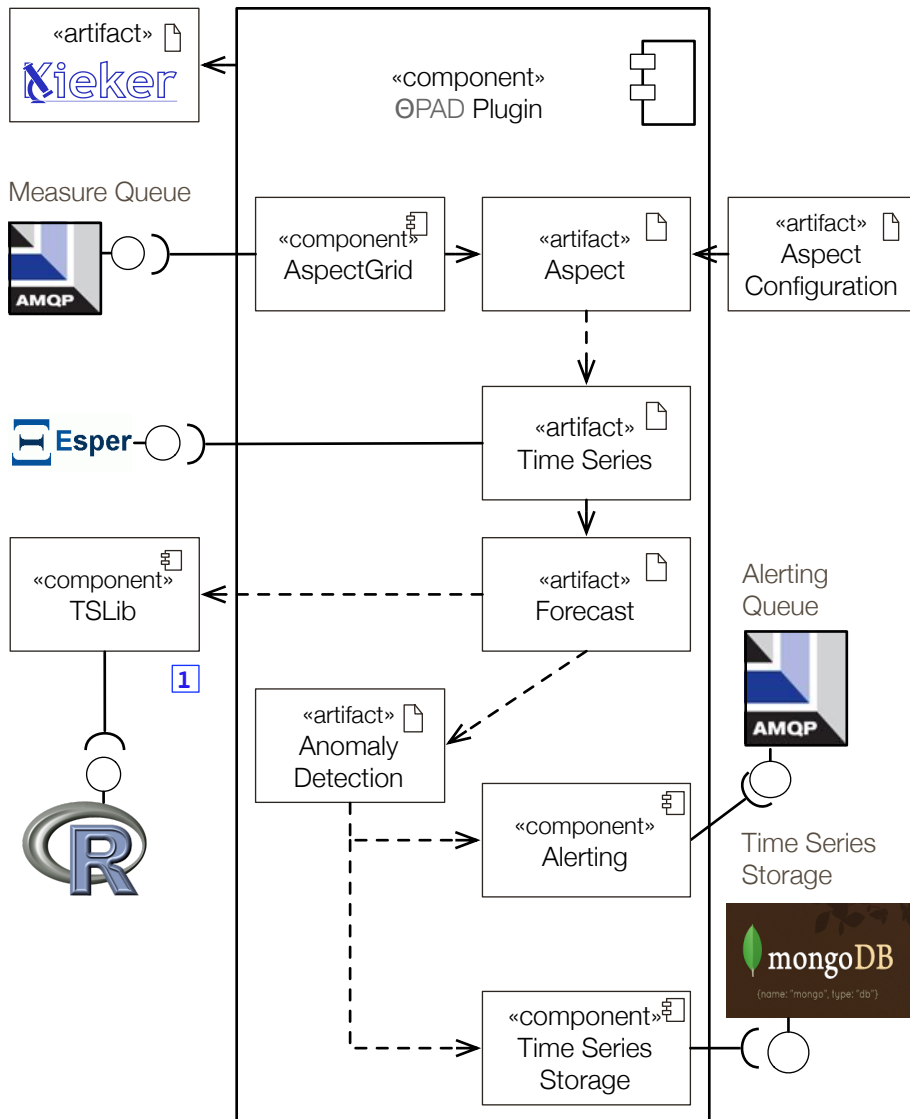 «artifact»
Kieker
«component»
ΘPAD Plugin
Measure Queue
AMQP
«component»
AspectGrid
«artifact»
Aspect
«artifact»
Aspect
Configuration
Esper
«artifact»
Time Series
«component»
TSLib
«artifact»
Forecast
Alerting
Queue
AMQP
1
«artifact»
Anomaly
Detection
R
«component»
Alerting
Time Series
Storage
mongoDB
{name: "mongo", type: "db"}
«component»
Time Series
Storage